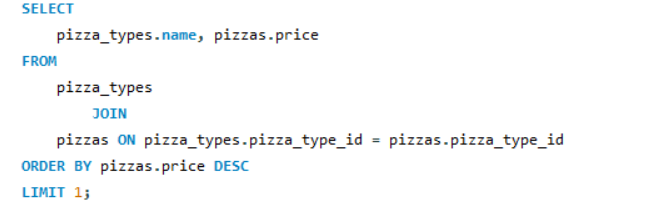 SELECT
pizza_types.name, pizzas.price
FROM
pizza_types
JOIN
pizzas ON pizza_types.pizza_type_id = pizzas.pizza_type_id
ORDER BY pizzas.price DESC
LIMIT 1;